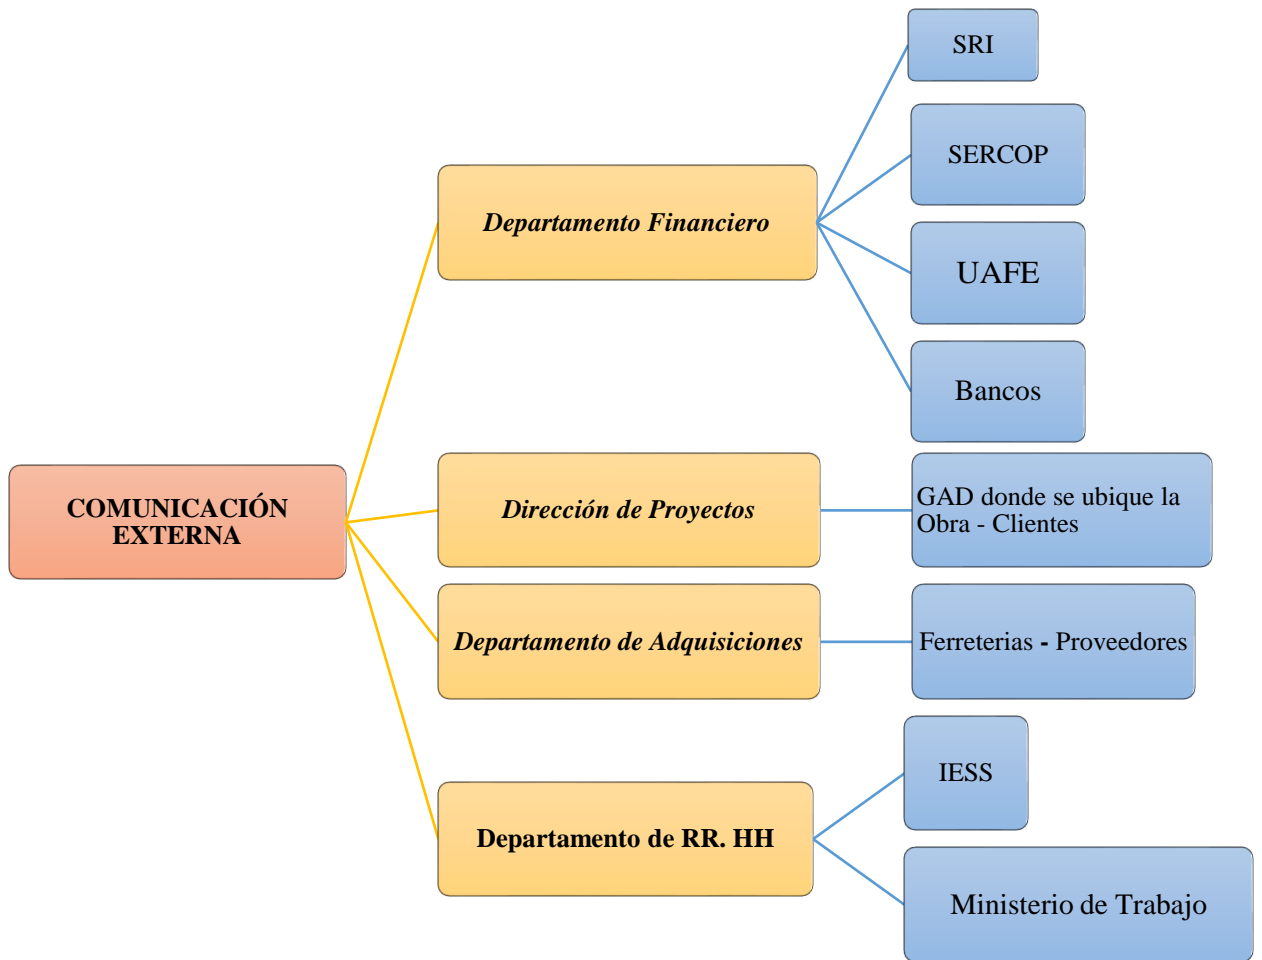 COMUNICACIÓN
EXTERNA
Departamento Financiero
SRI
SERCOP
UAFE
Bancos
Dirección de Proyectos
GAD donde se ubique la
Obra - Clientes
Departamento de Adquisiciones
Ferreterias - Proveedores
Departamento de RR. HH
IESS
Ministerio de Trabajo